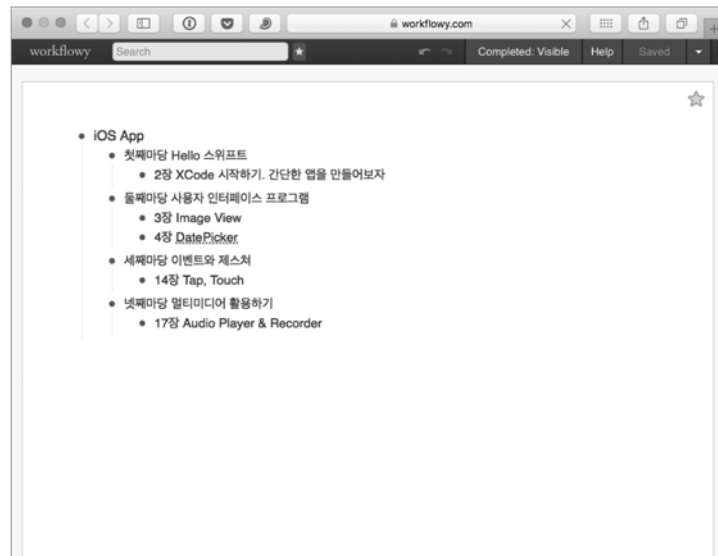 workflowy.com
workflowy
Search
Completed: Visible
Help
Saved
iOS App
첫째마당 Hello 스위프트
2장 XCode 시작하기. 간단한 앱을 만들어보자
둘째마당 사용자 인터페이스 프로그램
3장 Image View
4장 DatePicker
세째마당 이벤트와 제스쳐
14장 Tap, Touch
넷째마당 멀티미디어 활용하기
17장 Audio Player & Recorder